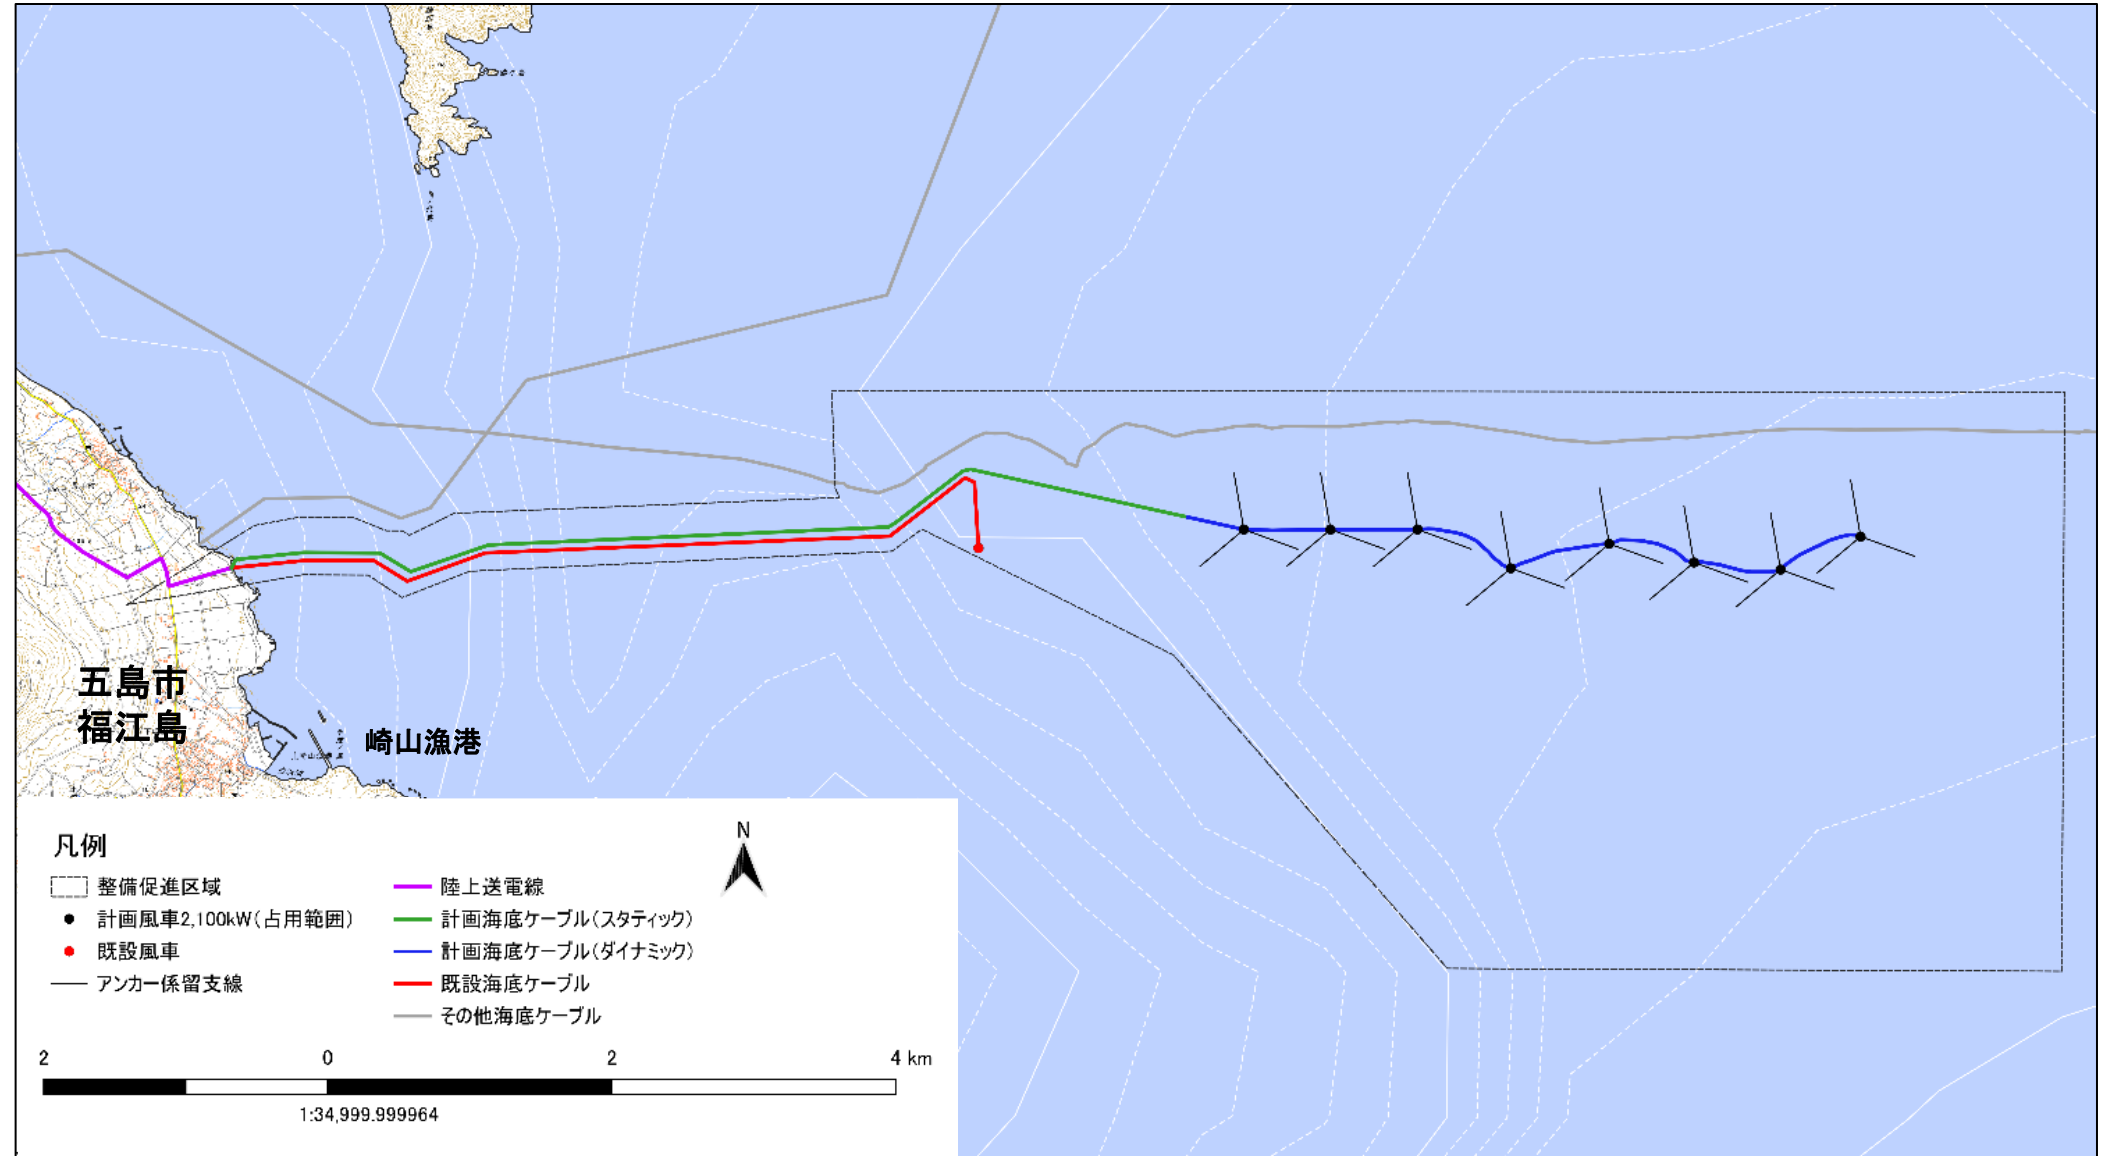 五島市
福江島
崎山漁港
凡例
整備促進区域
計画風車2,100kW(占用範囲)
既設風車
アンカー係留支線
陸上送電線
計画海底ケーブル(スタティック)
計画海底ケーブル(ダイナミック)
既設海底ケーブル
その他海底ケーブル
N
2 0 2 4 km
1:34,999.999964